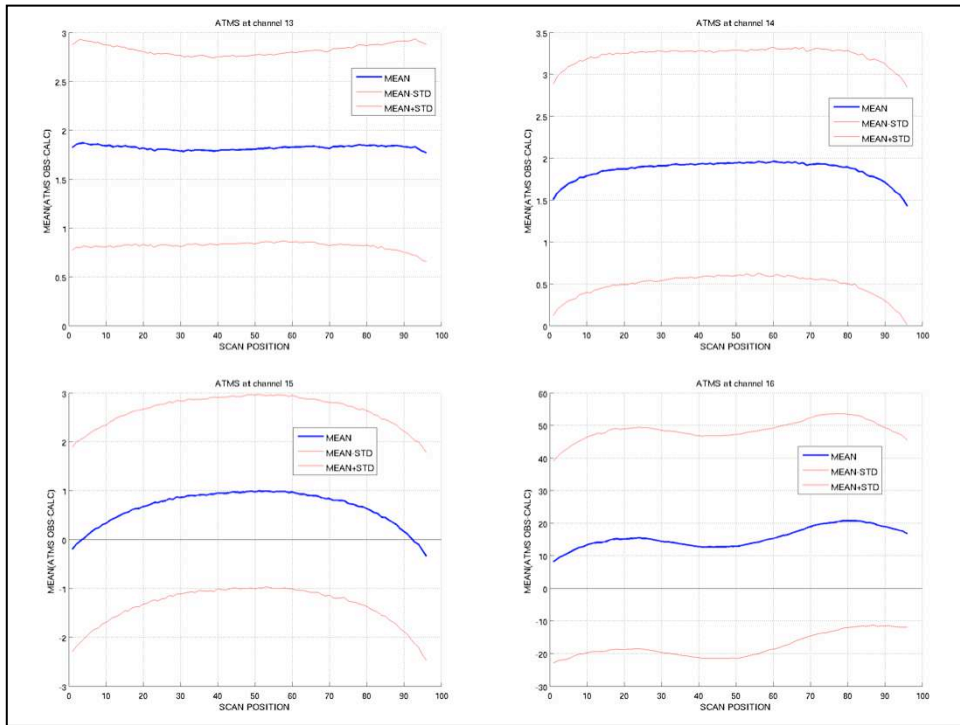 ATMS at channel 13
3
2.5
2
1.5
1
0.5
0
MEAN(ATMS OBS-CALC)
MEAN
MEAN-STD
MEAN+STD
0 10 20 30 40 50 60 70 80 90 100
SCAN POSITION
ATMS at channel 14
3.5
3
2.5
2
1.5
1
0.5
0
MEAN(ATMS OBS-CALC)
MEAN
MEAN-STD
MEAN+STD
0 10 20 30 40 50 60 70 80 90 100
SCAN POSITION
ATMS at channel 15
3
2
1
0
-1
-2
-3
MEAN(ATMS OBS-CALC)
MEAN
MEAN-STD
MEAN+STD
0 10 20 30 40 50 60 70 80 90 100
SCAN POSITION
ATMS at channel 16
60
50
40
30
20
10
0
-10
-20
-30
MEAN(ATMS OBS-CALC)
MEAN
MEAN-STD
MEAN+STD
0 10 20 30 40 50 60 70 80 90 100
SCAN POSITION